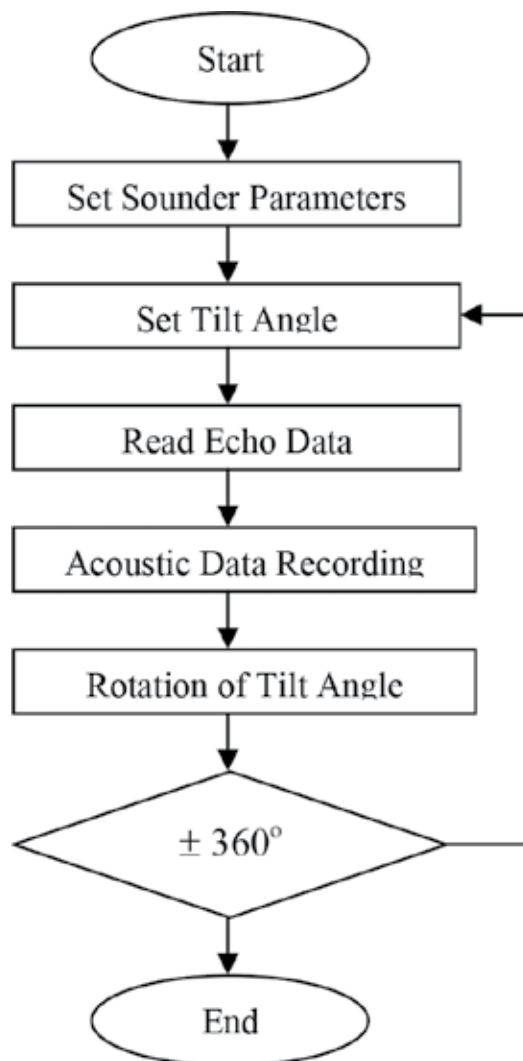 Start
Set Sounder Parameters
Set Tilt Angle
Read Echo Data
Acoustic Data Recording
Rotation of Tilt Angle
± 360°
End